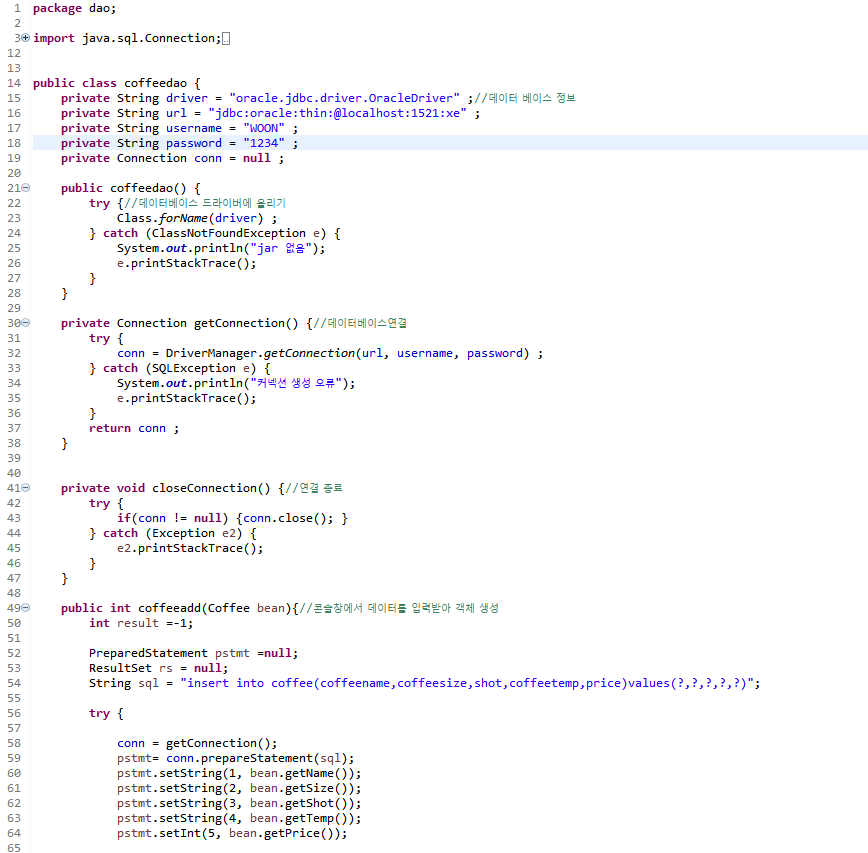 1 package dao;
2
3 import java.sql.Connection;
12
13
14 public class coffeedao {
15 private String driver = "oracle.jdbc.driver.OracleDriver" ;//데이터 베이스 정보
16 private String url = "jdbc:oracle:thin:@localhost:1521:xe" ;
17 private String username = "WOON" ;
18 private String password = "1234" ;
19 private Connection conn = null ;
20
21 public coffeedao() {
22 try {//데이터베이스 드라이버에 올리기
23 Class.forName(driver) ;
24 } catch (ClassNotFoundException e) {
25 System.out.println("jar 없음");
26 e.printStackTrace();
27 }
28 }
29
30 private Connection getConnection() {//데이터베이스연결
31 try {
32 conn = DriverManager.getConnection(url, username, password) ;
33 } catch (SQLException e) {
34 System.out.println("커넥션 생성 오류");
35 e.printStackTrace();
36 }
37 return conn ;
38 }
39
40
41 private void closeConnection() {//연결 종료
42 try {
43 if(conn != null) {conn.close(); }
44 } catch (Exception e2) {
45 e2.printStackTrace();
46 }
47 }
48
49 public int coffeeadd(Coffee bean){//콘솔창에서 데이터를 입력받아 객체 생성
50 int result =-1;
51
52 PreparedStatement pstmt =null;
53 ResultSet rs = null;
54 String sql = "insert into coffee(coffeename,coffeesize,shot,coffeetemp,price)values(?,?,?,?,?)";
55
56 try {
57
58 conn = getConnection();
59 pstmt= conn.prepareStatement(sql);
60 pstmt.setString(1, bean.getName());
61 pstmt.setString(2, bean.getSize());
62 pstmt.setString(3, bean.getShot());
63 pstmt.setString(4, bean.getTemp());
64 pstmt.setInt(5, bean.getPrice());
65